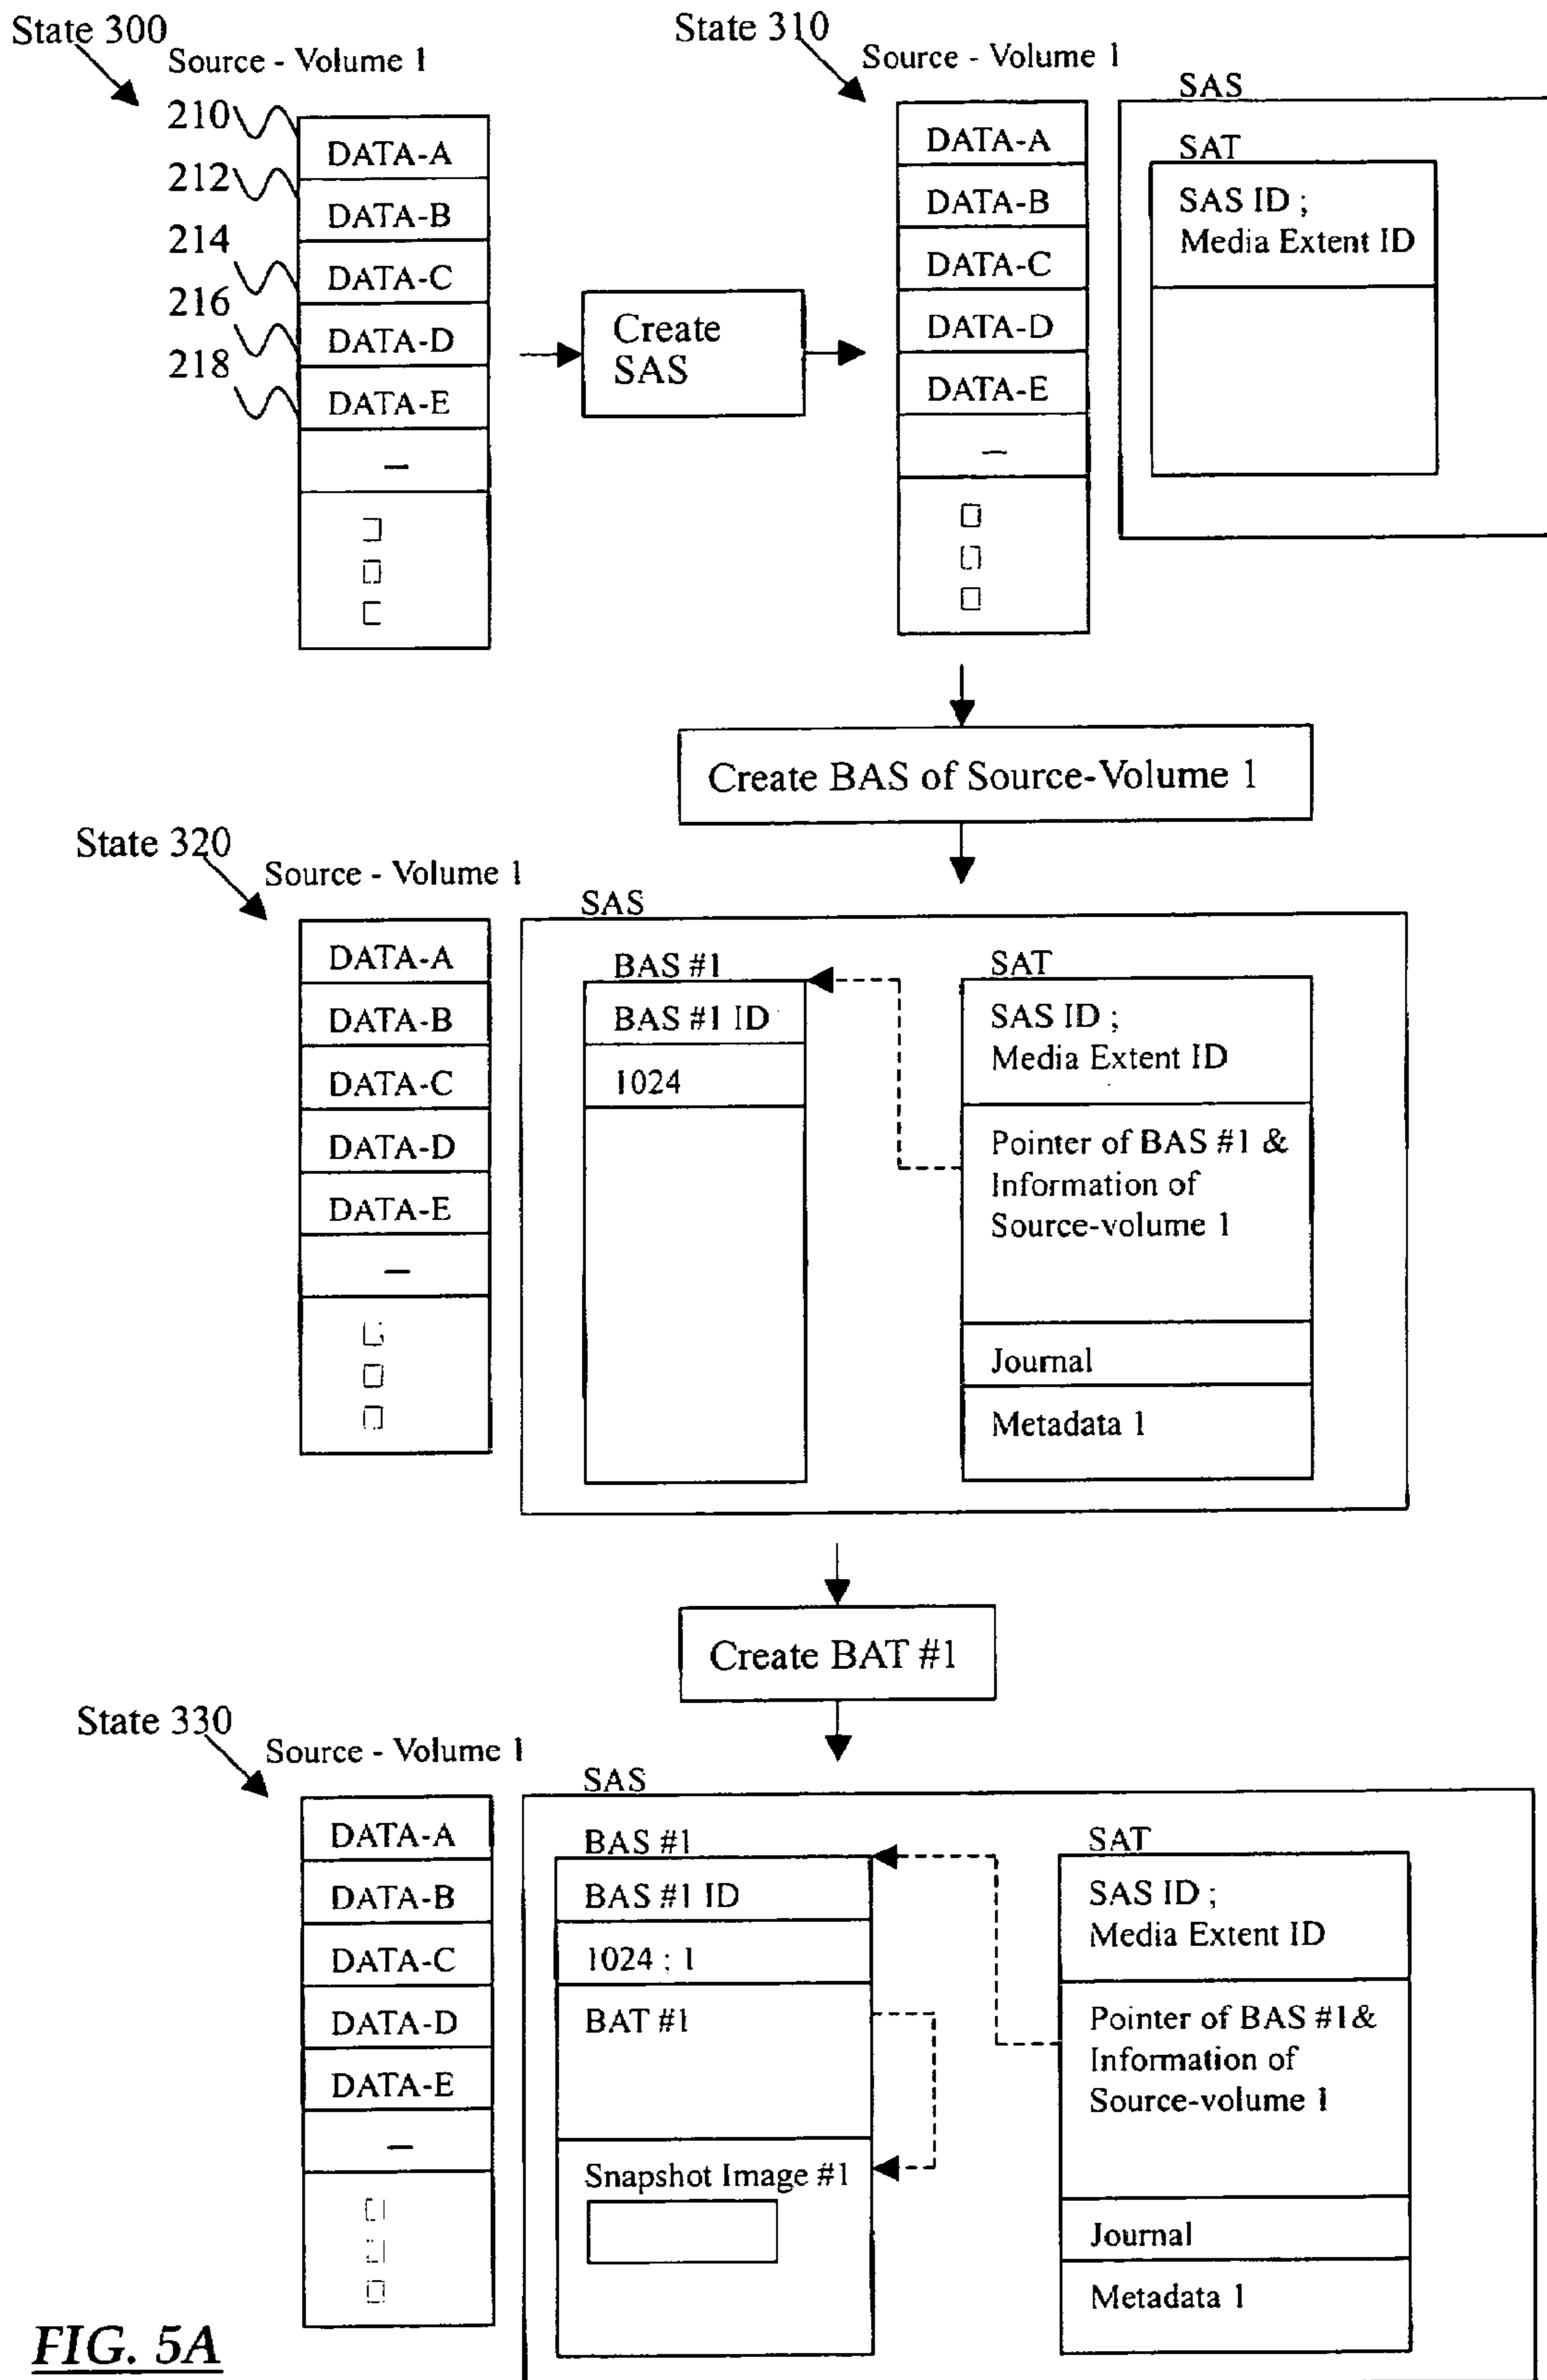 State 300
Source - Volume 1
210
212
214
216
218
DATA-A
DATA-B
DATA-C
DATA-D
DATA-E
–
Create
SAS
State 310
Source - Volume 1
DATA-A
DATA-B
DATA-C
DATA-D
DATA-E
–
SAS
SAT
SAS ID ;
Media Extent ID
Create BAS of Source-Volume 1
State 320
Source - Volume 1
DATA-A
DATA-B
DATA-C
DATA-D
DATA-E
–
SAS
BAS #1
BAS #1 ID
1024
SAT
SAS ID ;
Media Extent ID
Pointer of BAS #1 &
Information of
Source-volume 1
Journal
Metadada 1
Create BAT #1
State 330
Source - Volume 1
DATA-A
DATA-B
DATA-C
DATA-D
DATA-E
–
SAS
BAS #1
BAS #1 ID
1024 ; 1
BAT #1
Snapshot Image #1
SAT
SAS ID ;
Media Extent ID
Pointer of BAS #1&
Information of
Source-volume 1
Journal
Metadada 1
FIG. 5A